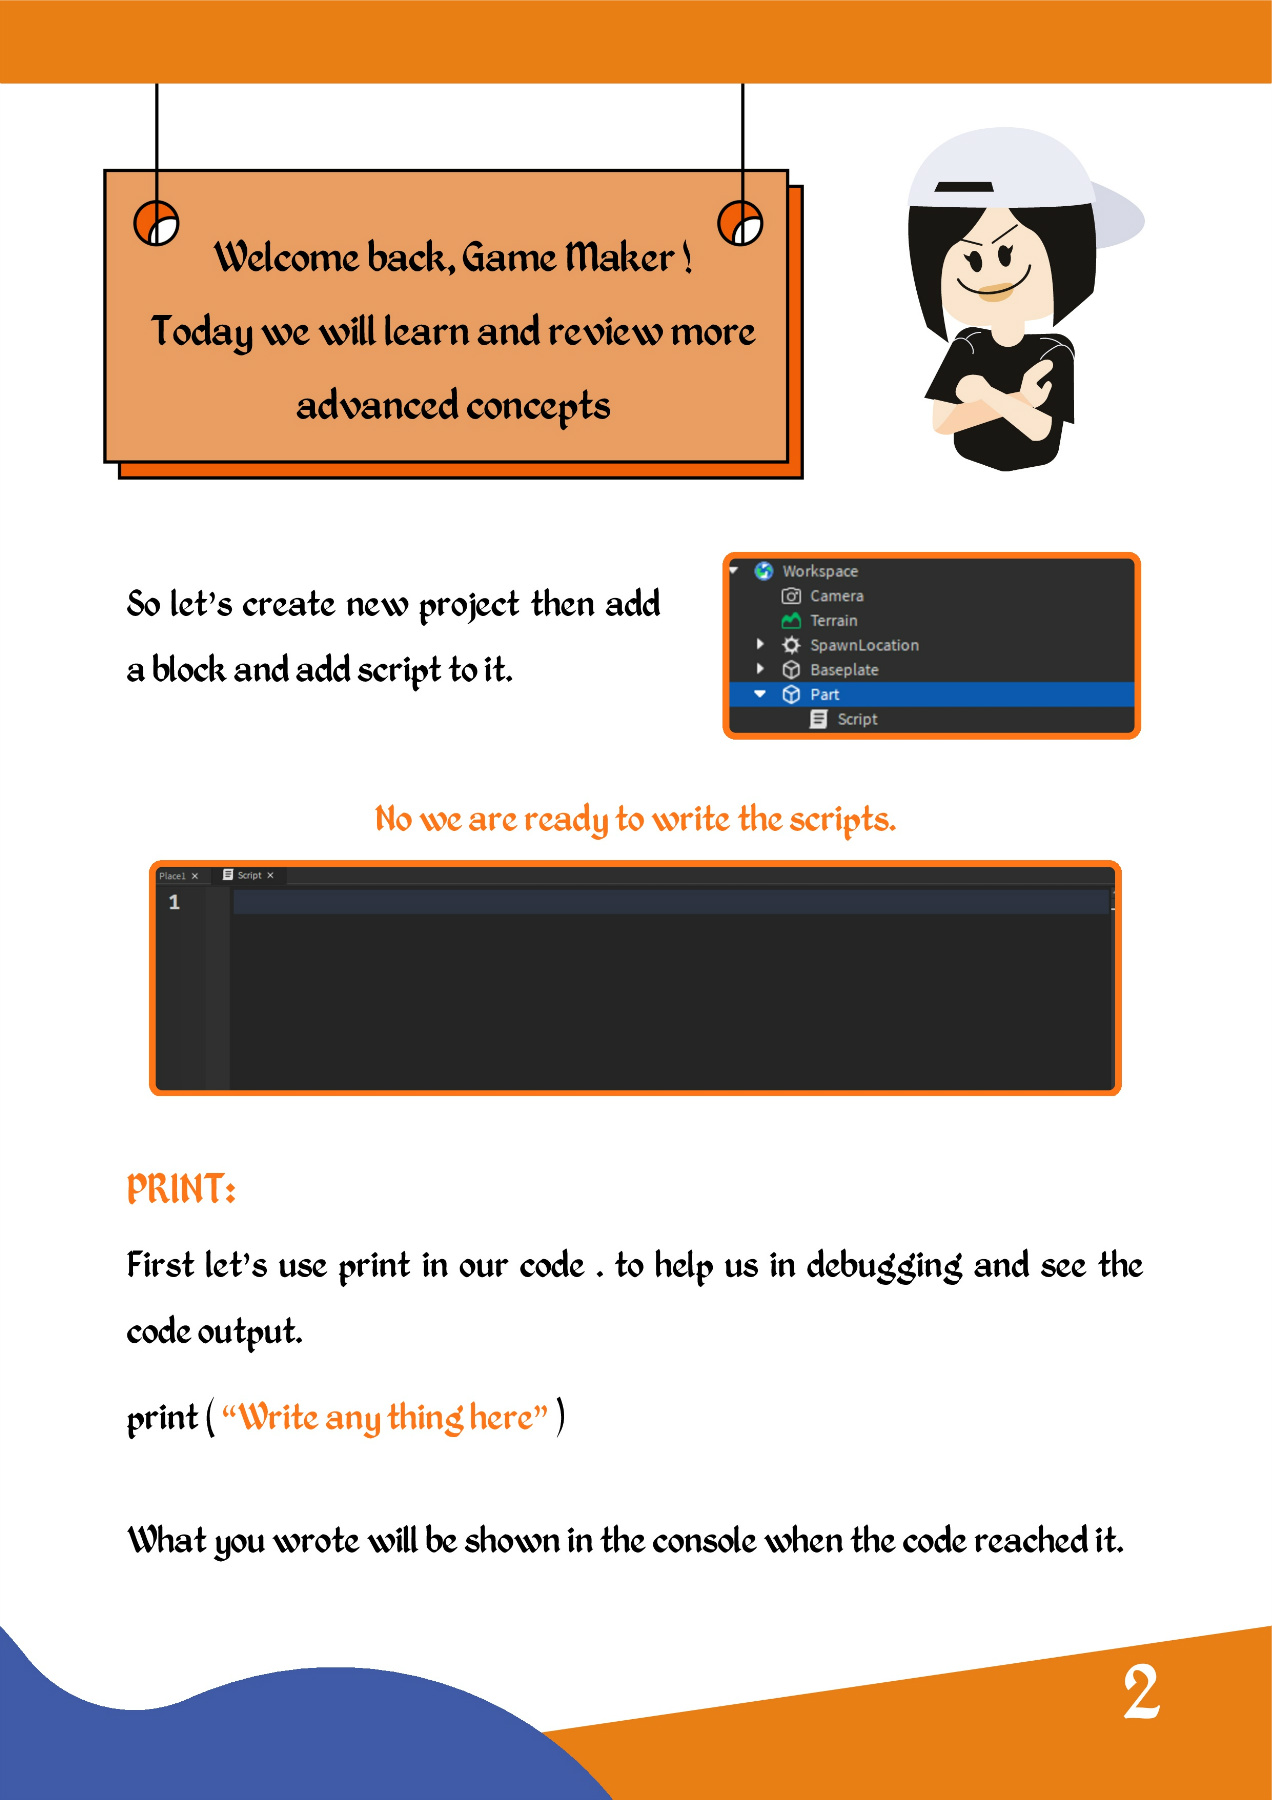 Welcome back, Game Maker !
Today we will learn and review more
advanced concepts
So let's create new project then add
a block and add script to it.
Workspace
Camera
Terrain
SpawnLocation
Baseplate
Part
Script
No we are ready to write the scripts.
Place1 × Script ×
1
PRINT:
First let's use print in our code . to help us in debugging and see the
code output.
print ( “Write any thing here” )
What you wrote will be shown in the console when the code reached it.
2